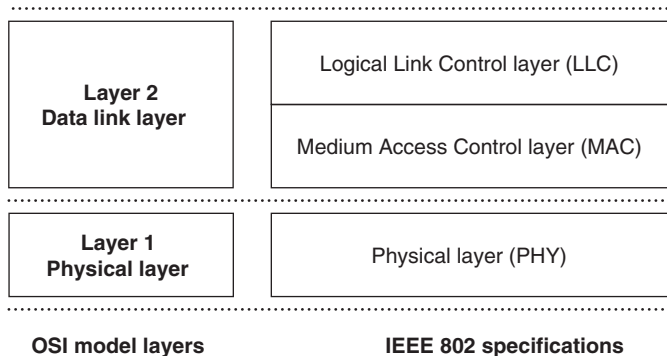 Layer 2
Data link layer
Logical Link Control layer (LLC)
Medium Access Control layer (MAC)
Layer 1
Physical layer
Physical layer (PHY)
OSI model layers
IEEE 802 specifications